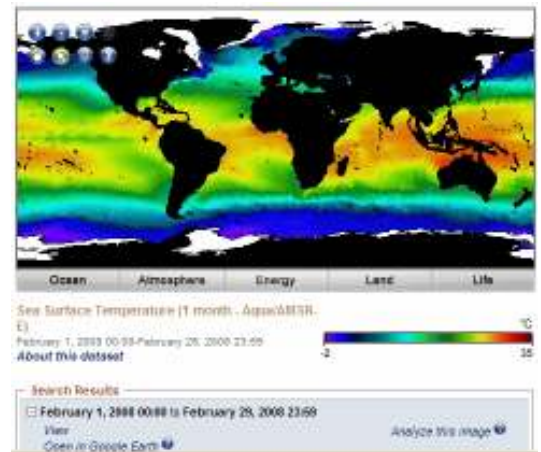 Ocean Atmosphere Energy Land Life
Sea Surface Temperature (1 month - Aqua/AMSR-
E)
February 1, 2008 00:00-February 29, 2008 23:59
About this dataset
°C
-2 35
Search Results
February 1, 2008 00:00 to February 29, 2008 23:59
View
Analyze this image
Open in Google Earth